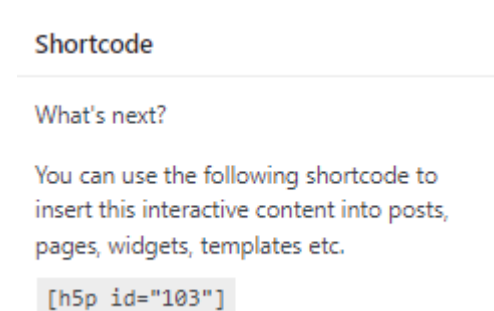 Shortcode
What's next?
You can use the following shortcode to
insert this interactive content into posts,
pages, widgets, templates etc.
[h5p id="103"]